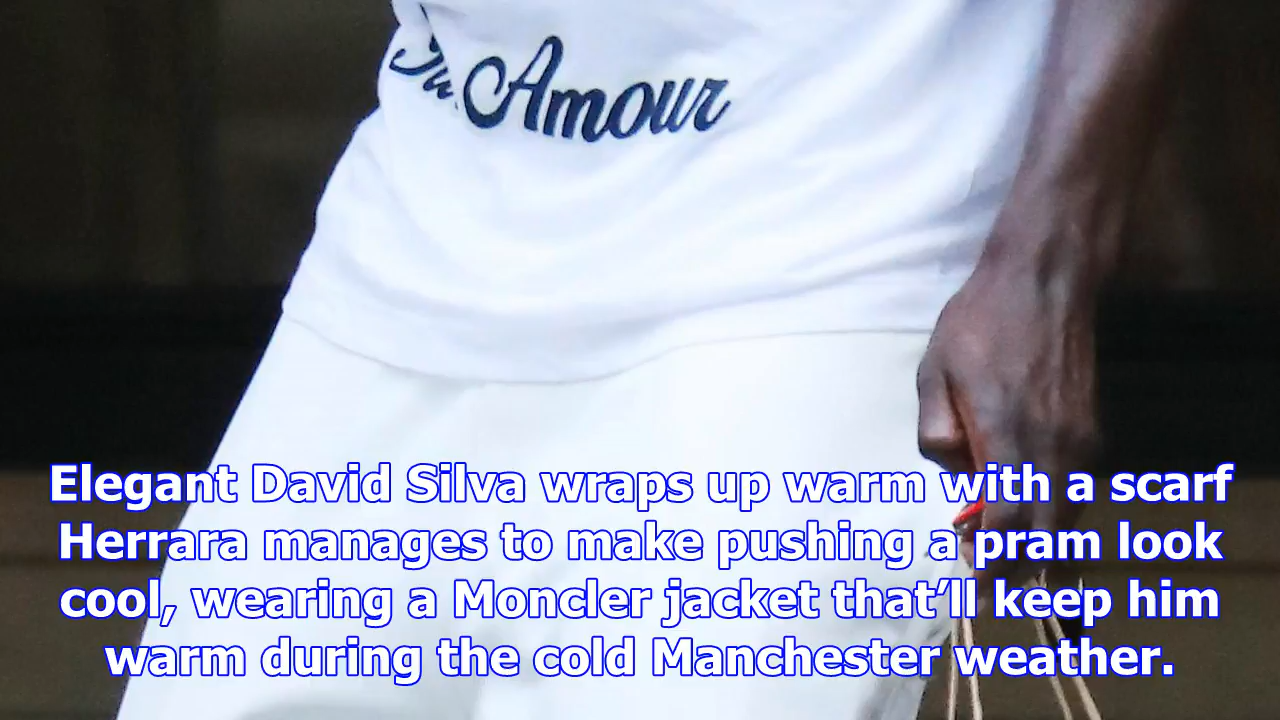 Amour
Elegant David Silva wraps up warm with a scarf
Herrara manages to make pushing a pram look
cool, wearing a Moncler jacket that’ll keep him
warm during the cold Manchester weather.